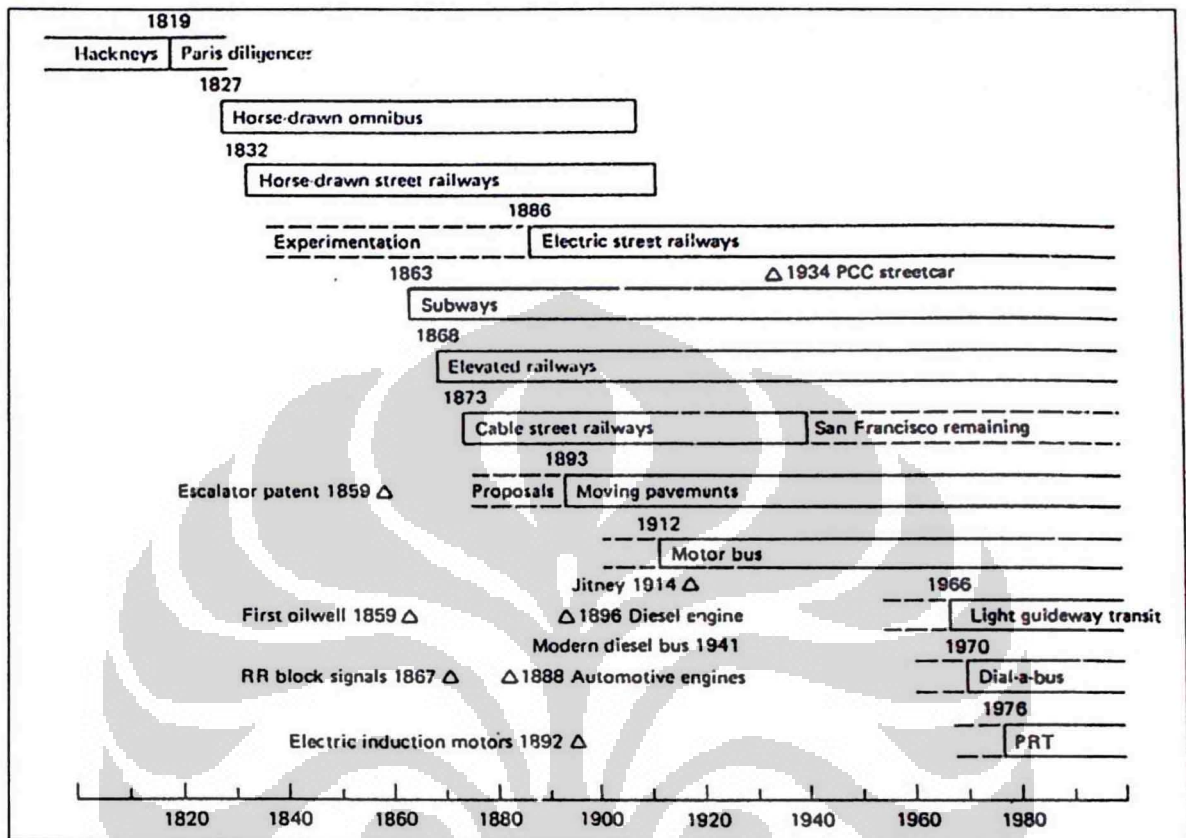 1819
Hackneys Paris diligences
1827
Horse-drawn omnibus
1832
Horse-drawn street railways
1886
Experimentation Electric street railways
1863 △ 1934 PCC streetcar
Subways
1868
Elevated railways
1873
Cable street railways San Francisco remaining
1893
Escalator patent 1859 △ Proposals Moving pavemunts
1912
Motor bus
Jitney 1914 △ 1966
First oilwell 1859 △ △ 1896 Diesel engine Light guideway transit
Modern diesel bus 1941 1970
RR block signals 1867 △ △ 1888 Automotive engines Dial-a-bus
1976
Electric induction motors 1892 △ PRT
1820 1840 1860 1880 1900 1920 1940 1960 1980